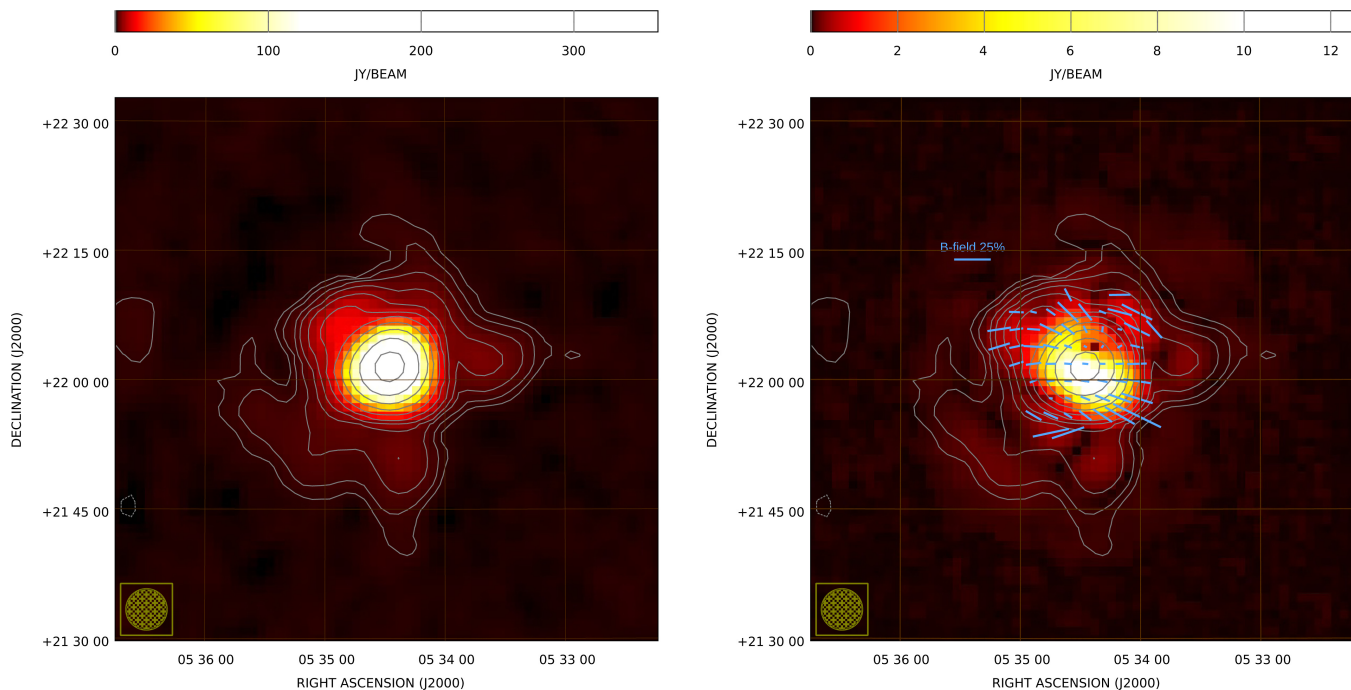 0 100 200 300
JY/BEAM
+22 30 00
+22 15 00
+22 00 00
+21 45 00
+21 30 00
DECLINATION (J2000)
05 36 00 05 35 00 05 34 00 05 33 00
RIGHT ASCENSION (J2000)
0 2 4 6 8 10 12
JY/BEAM
+22 30 00
+22 15 00
+22 00 00
+21 45 00
+21 30 00
DECLINATION (J2000)
B-field 25%
05 36 00 05 35 00 05 34 00 05 33 00
RIGHT ASCENSION (J2000)